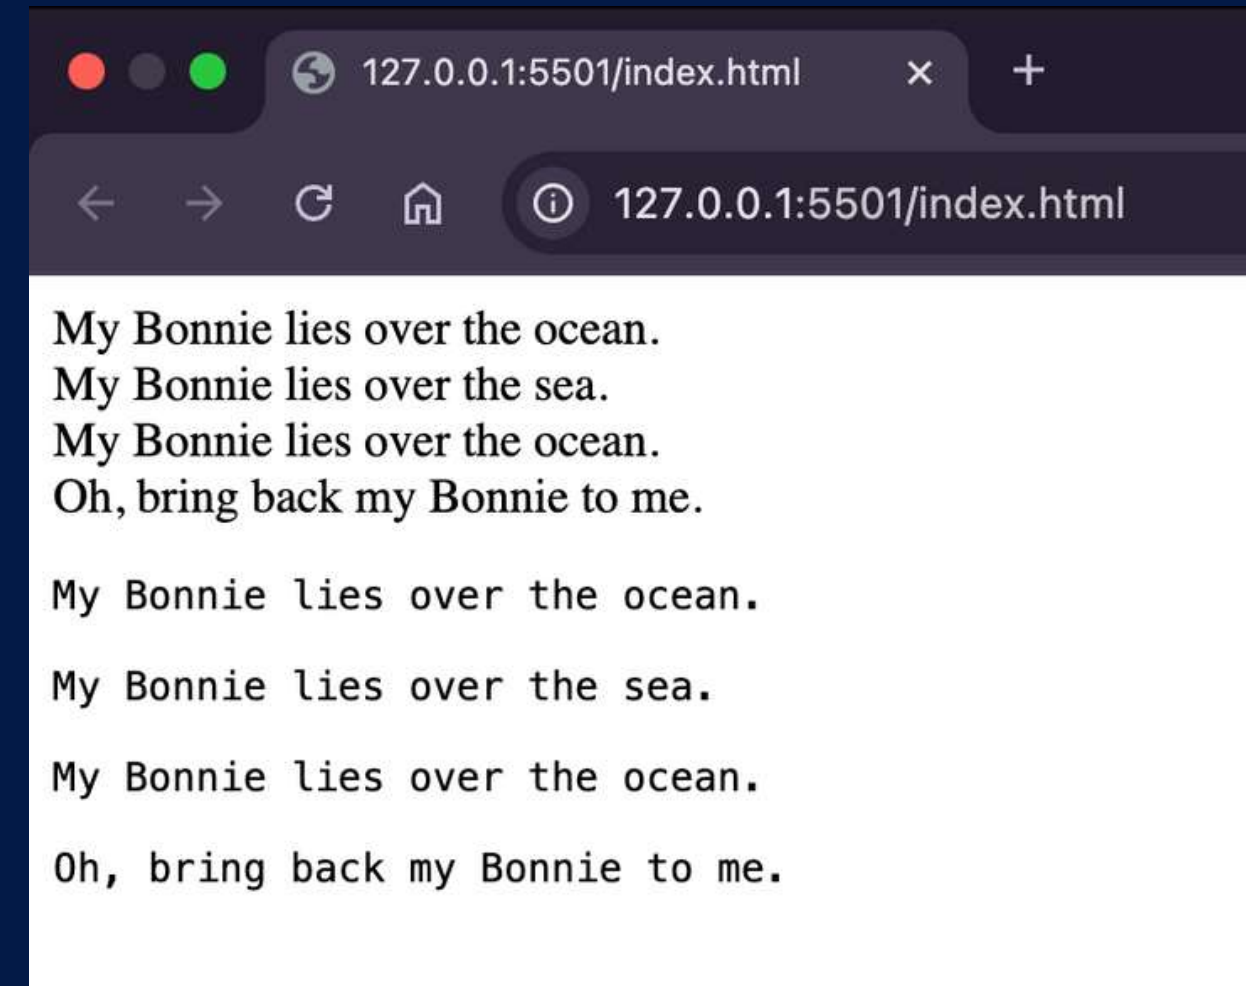 127.0.0.1:5501/index.html
127.0.0.1:5501/index.html
My Bonnie lies over the ocean.
My Bonnie lies over the sea.
My Bonnie lies over the ocean.
Oh, bring back my Bonnie to me.
My Bonnie lies over the ocean.
My Bonnie lies over the sea.
My Bonnie lies over the ocean.
Oh, bring back my Bonnie to me.